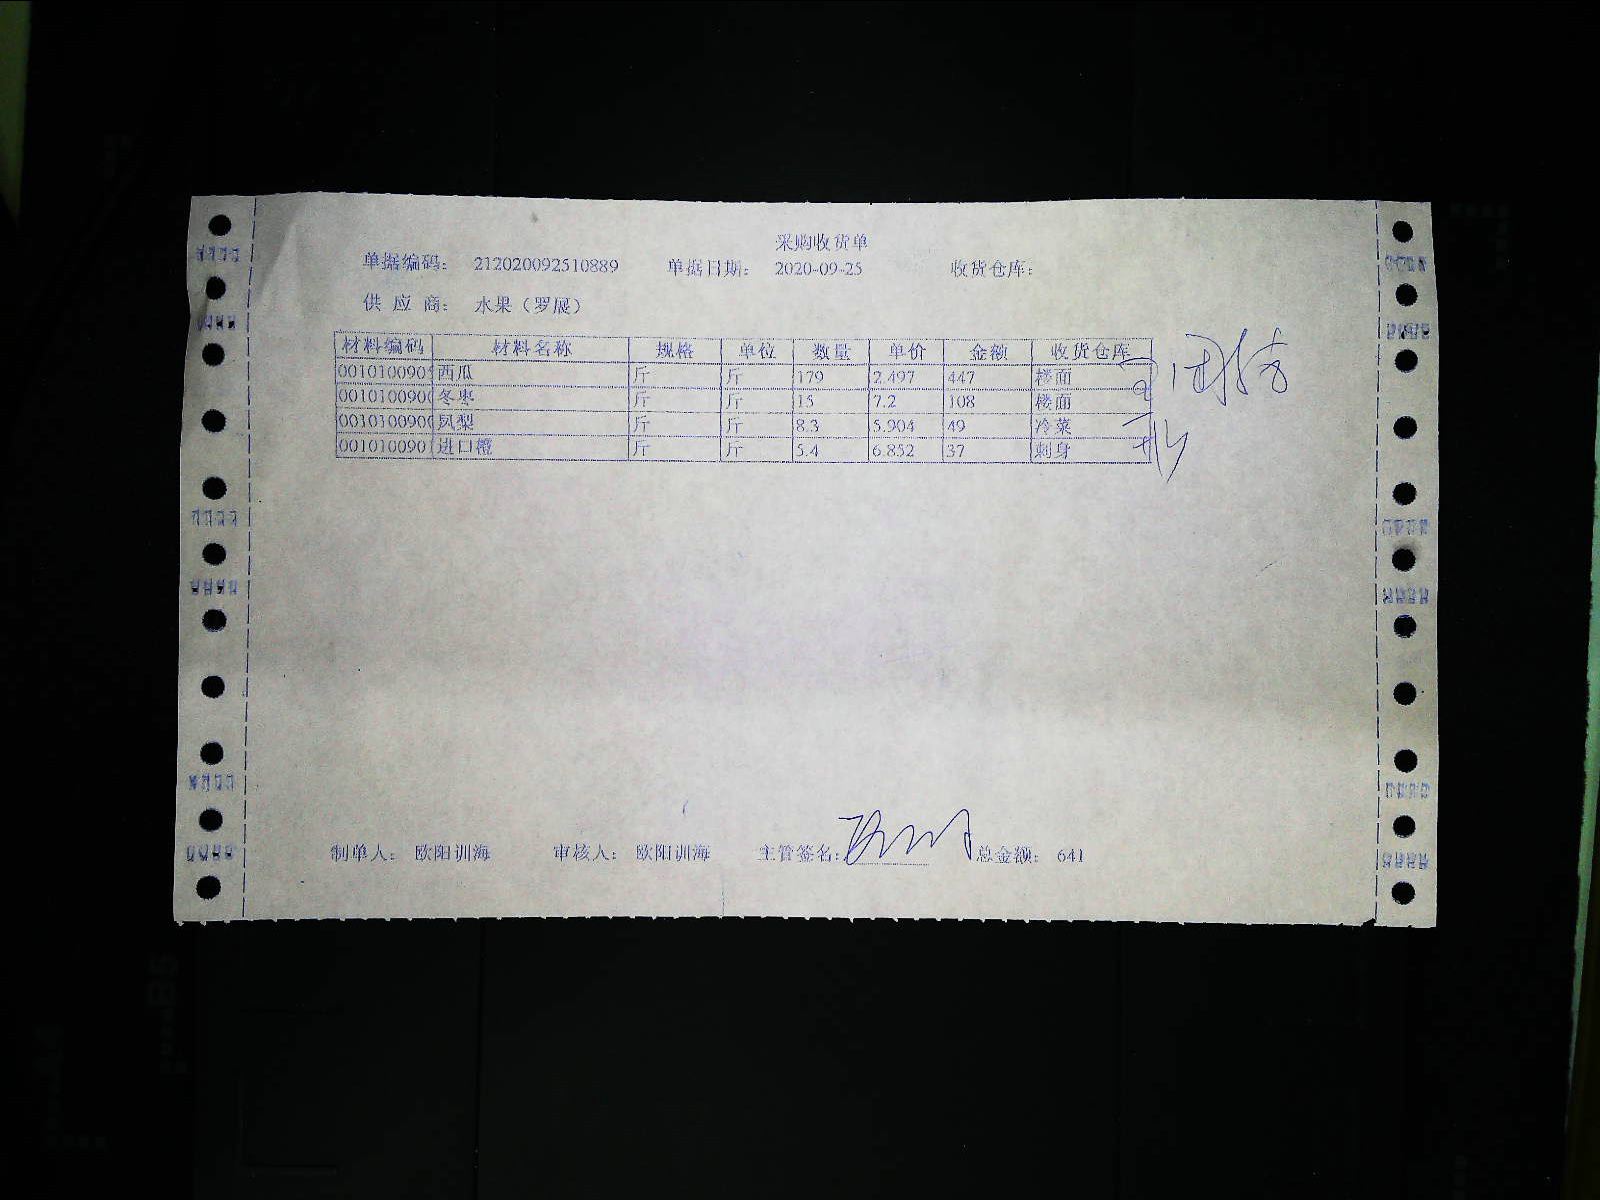 采购收货单
单据编码: 212020092510889 单据日期: 2020-09-25 收货仓库:
供应商: 水果（罗展）
材料编码 材料名称 规格 单位 数量 单价 金额 收货仓库
001010090 西瓜 斤 斤 179 2.497 447 楼面
001010090 冬枣 斤 斤 15 7.2 108 楼面
001010090 凤梨 斤 斤 8.3 5.904 49 冷菜
001010090 进口橙 斤 斤 5.4 6.852 37 刺身
制单人: 欧阳训海 审核人: 欧阳训海 主管签名: 总金额: 641